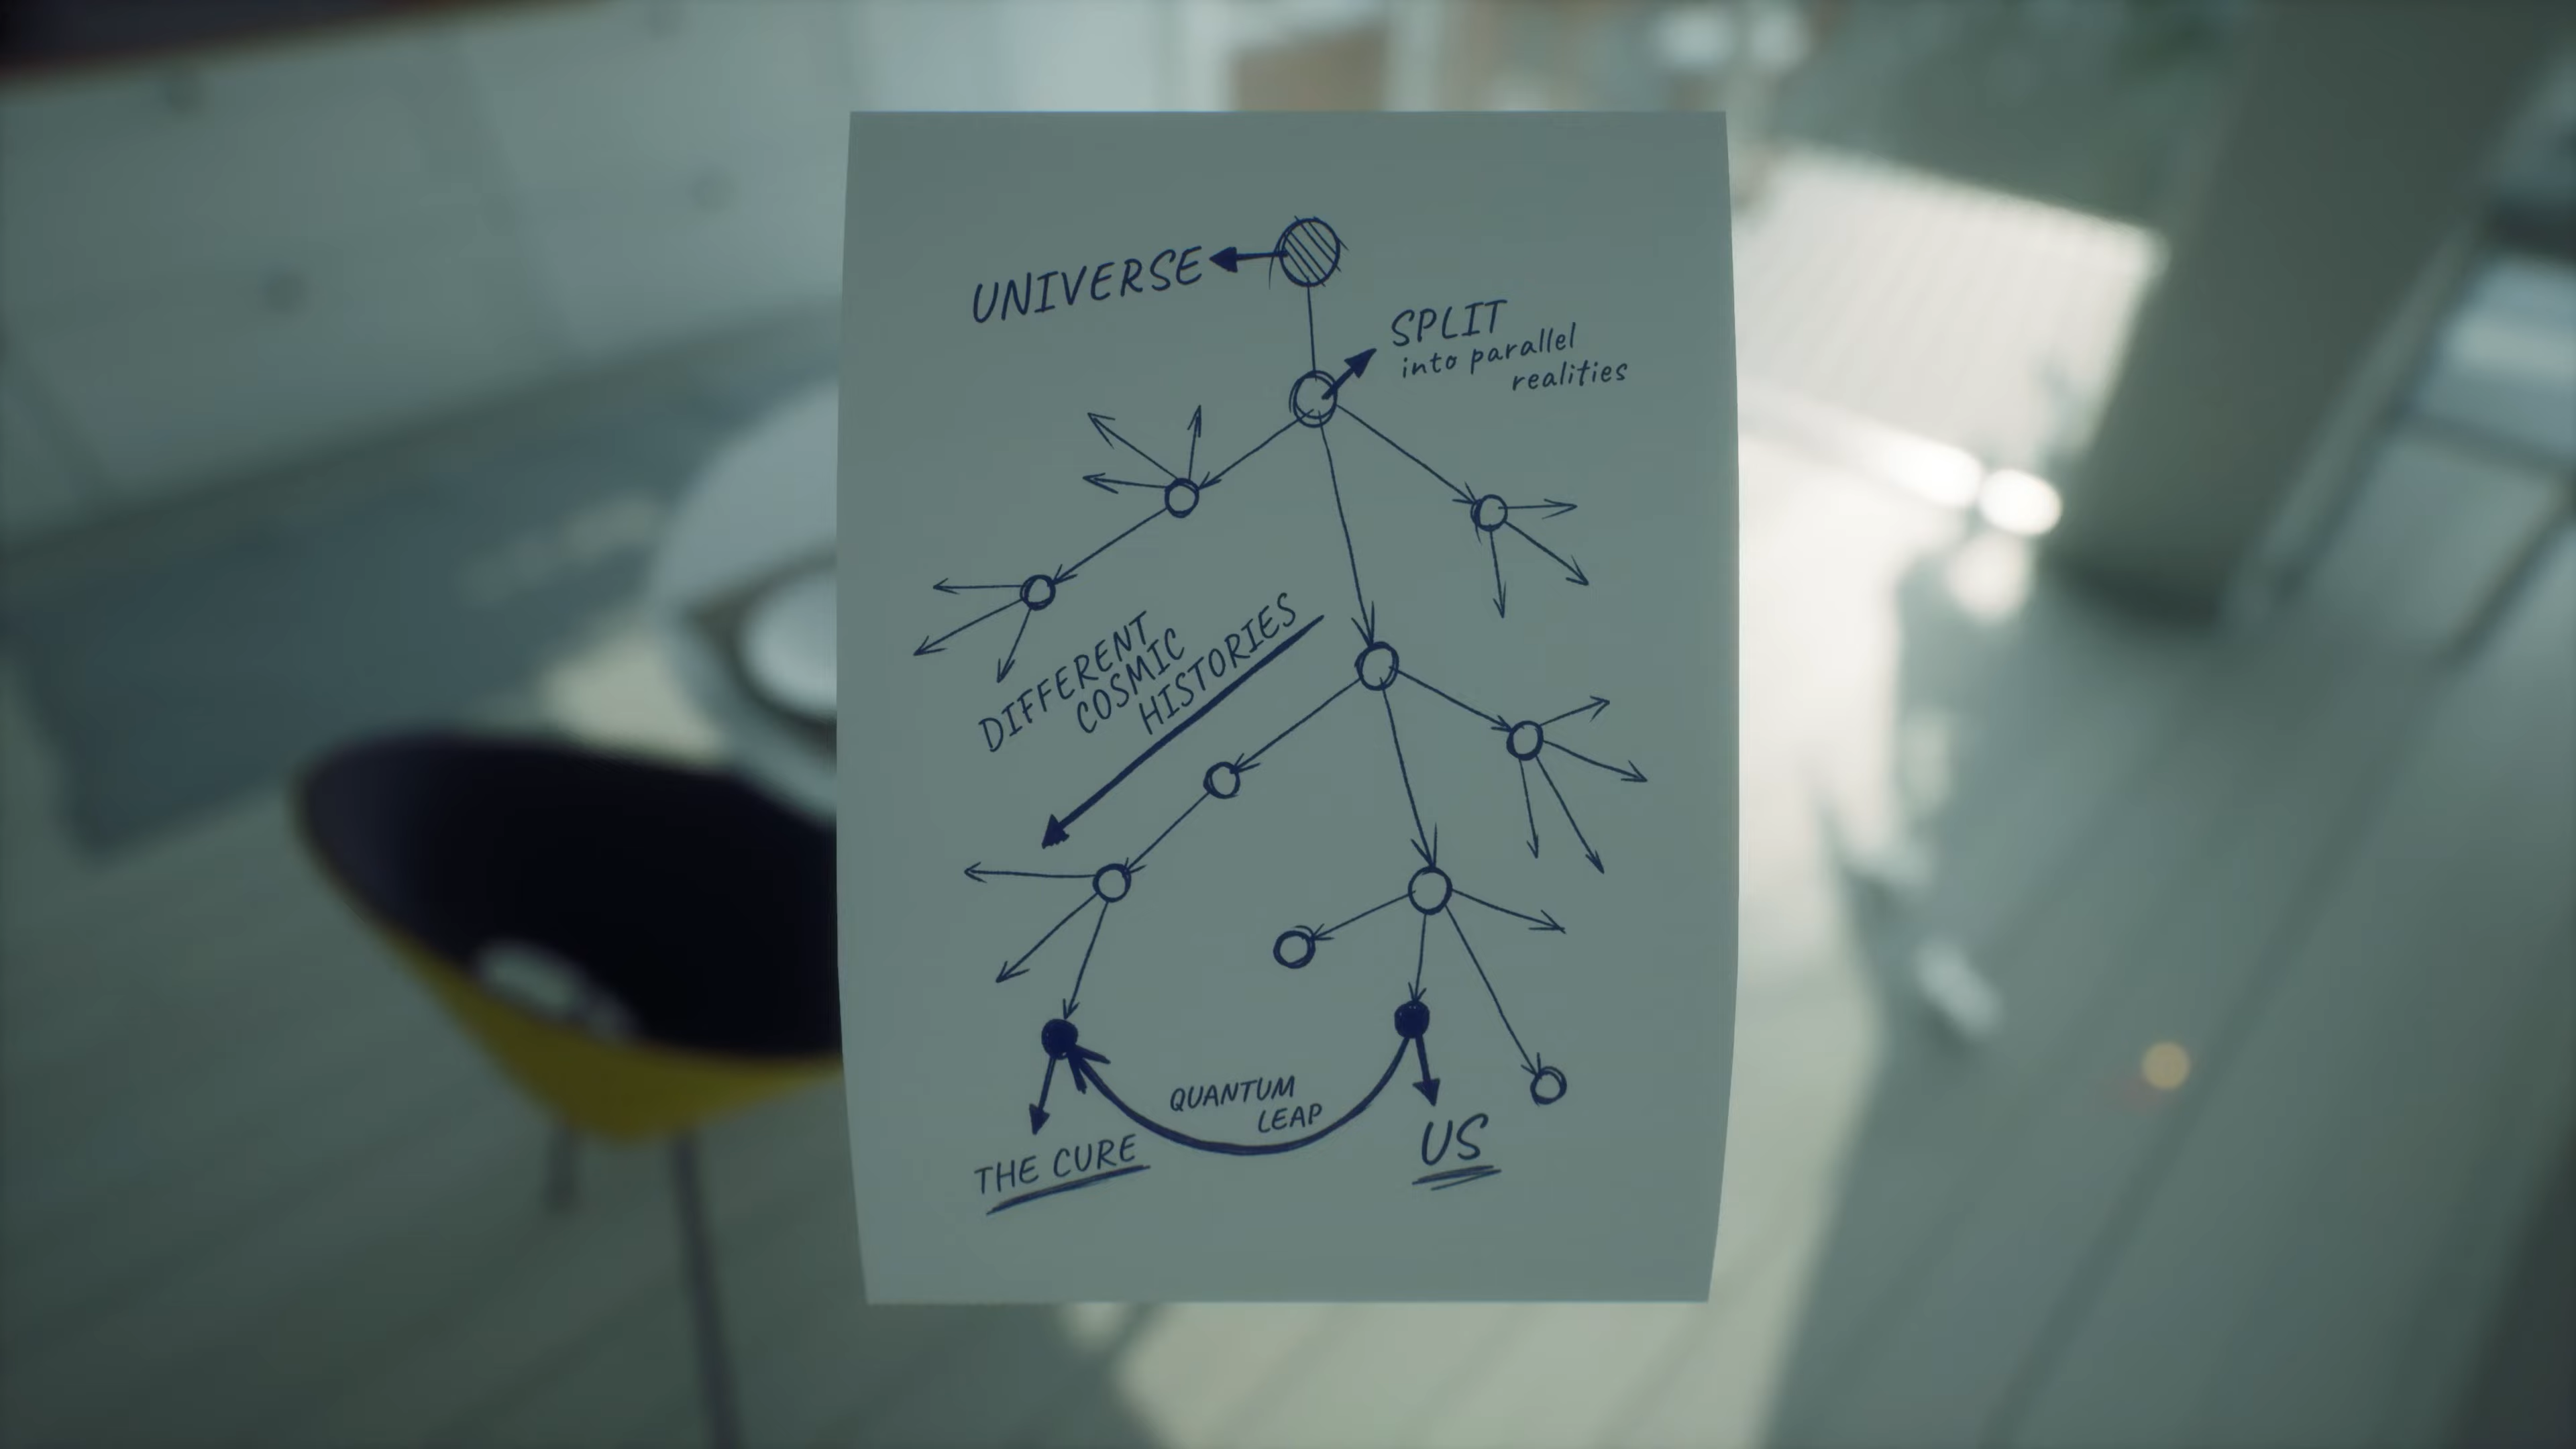 UNIVERSE
SPLIT
into parallel
realities
DIFFERENT
COSMIC
HISTORIES
QUANTUM
LEAP
THE CURE
US